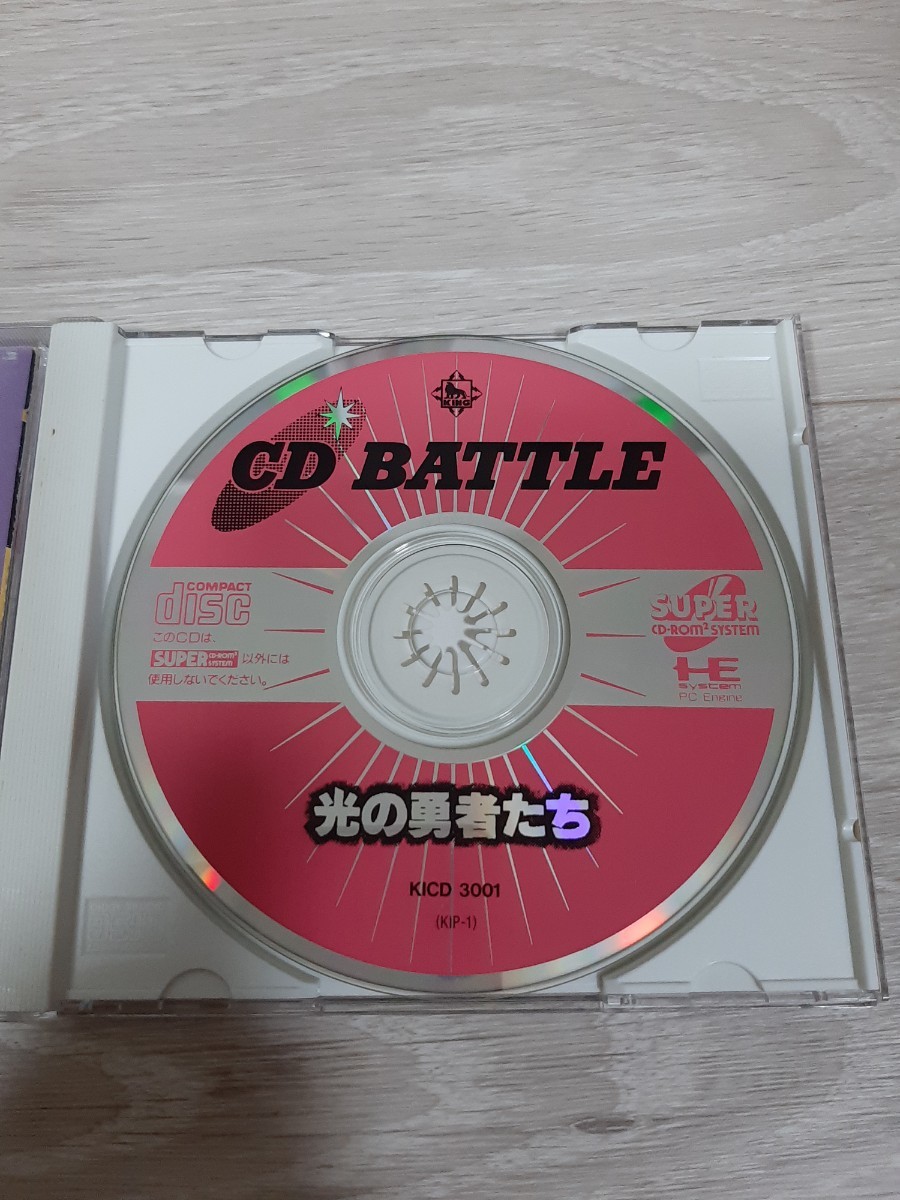 KING
CD BATTLE
COMPACT
disc
このCDは、
SUPER CD-ROM² SYSTEM 以外には
使用しないでください。
SUPER
CD-ROM² SYSTEM
HE
system
PC Engine
光の勇者たち
KICD 3001
(KIP-1)